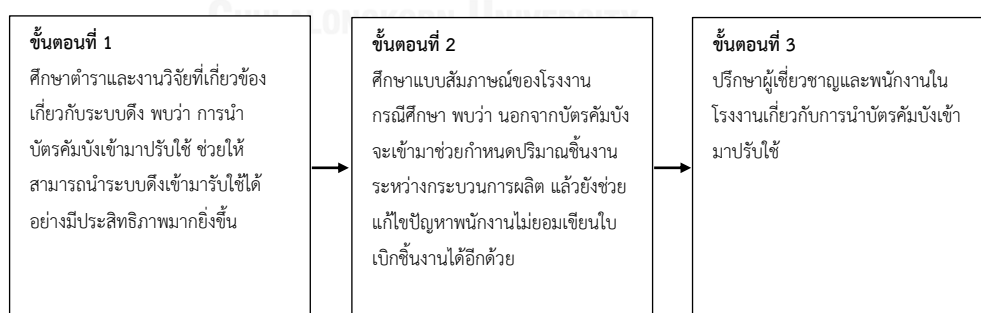 CHULALONGKORN UNIVERSITY
ขั้นตอนที่ 1
ศึกษาตำราและงานวิจัยที่เกี่ยวข้อง
เกี่ยวกับระบบดึง พบว่า การนำ
บัตรคัมบังเข้ามาปรับใช้ ช่วยให้
สามารถนำระบบดึงเข้ามารับใช้ได้
อย่างมีประสิทธิภาพมากยิ่งขึ้น
ขั้นตอนที่ 2
ศึกษาแบบสัมภาษณ์ของโรงงาน
กรณีศึกษา พบว่า นอกจากบัตรคัมบัง
จะเข้ามาช่วยกำหนดปริมาณชิ้นงาน
ระหว่างกระบวนการผลิต แล้วยังช่วย
แก้ไขปัญหาพนักงานไม่ยอมเขียนใบ
เบิกชิ้นงานได้อีกด้วย
ขั้นตอนที่ 3
ปรึกษาผู้เชี่ยวชาญและพนักงานใน
โรงงานเกี่ยวกับการนำบัตรคัมบังเข้า
มาปรับใช้